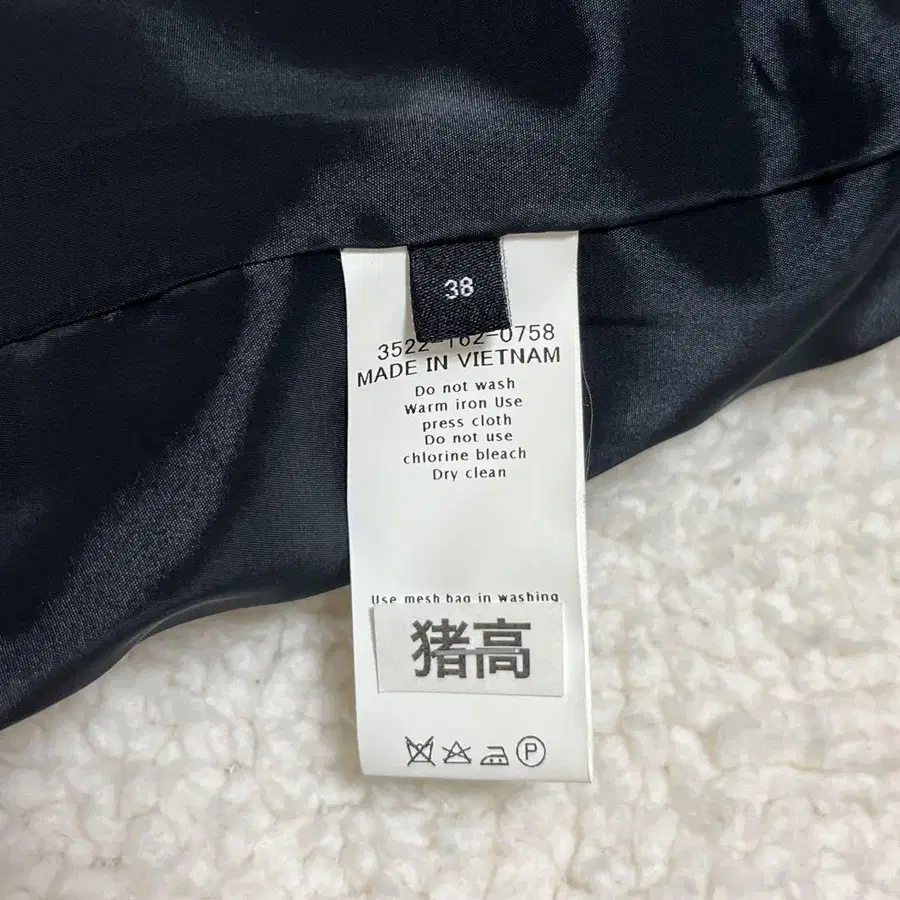 38
3522-162-0758
MADE IN VIETNAM
Do not wash
Warm iron Use
press cloth
Do not use
chlorine bleach
Dry clean
Use mesh bag in washing
猪高
P